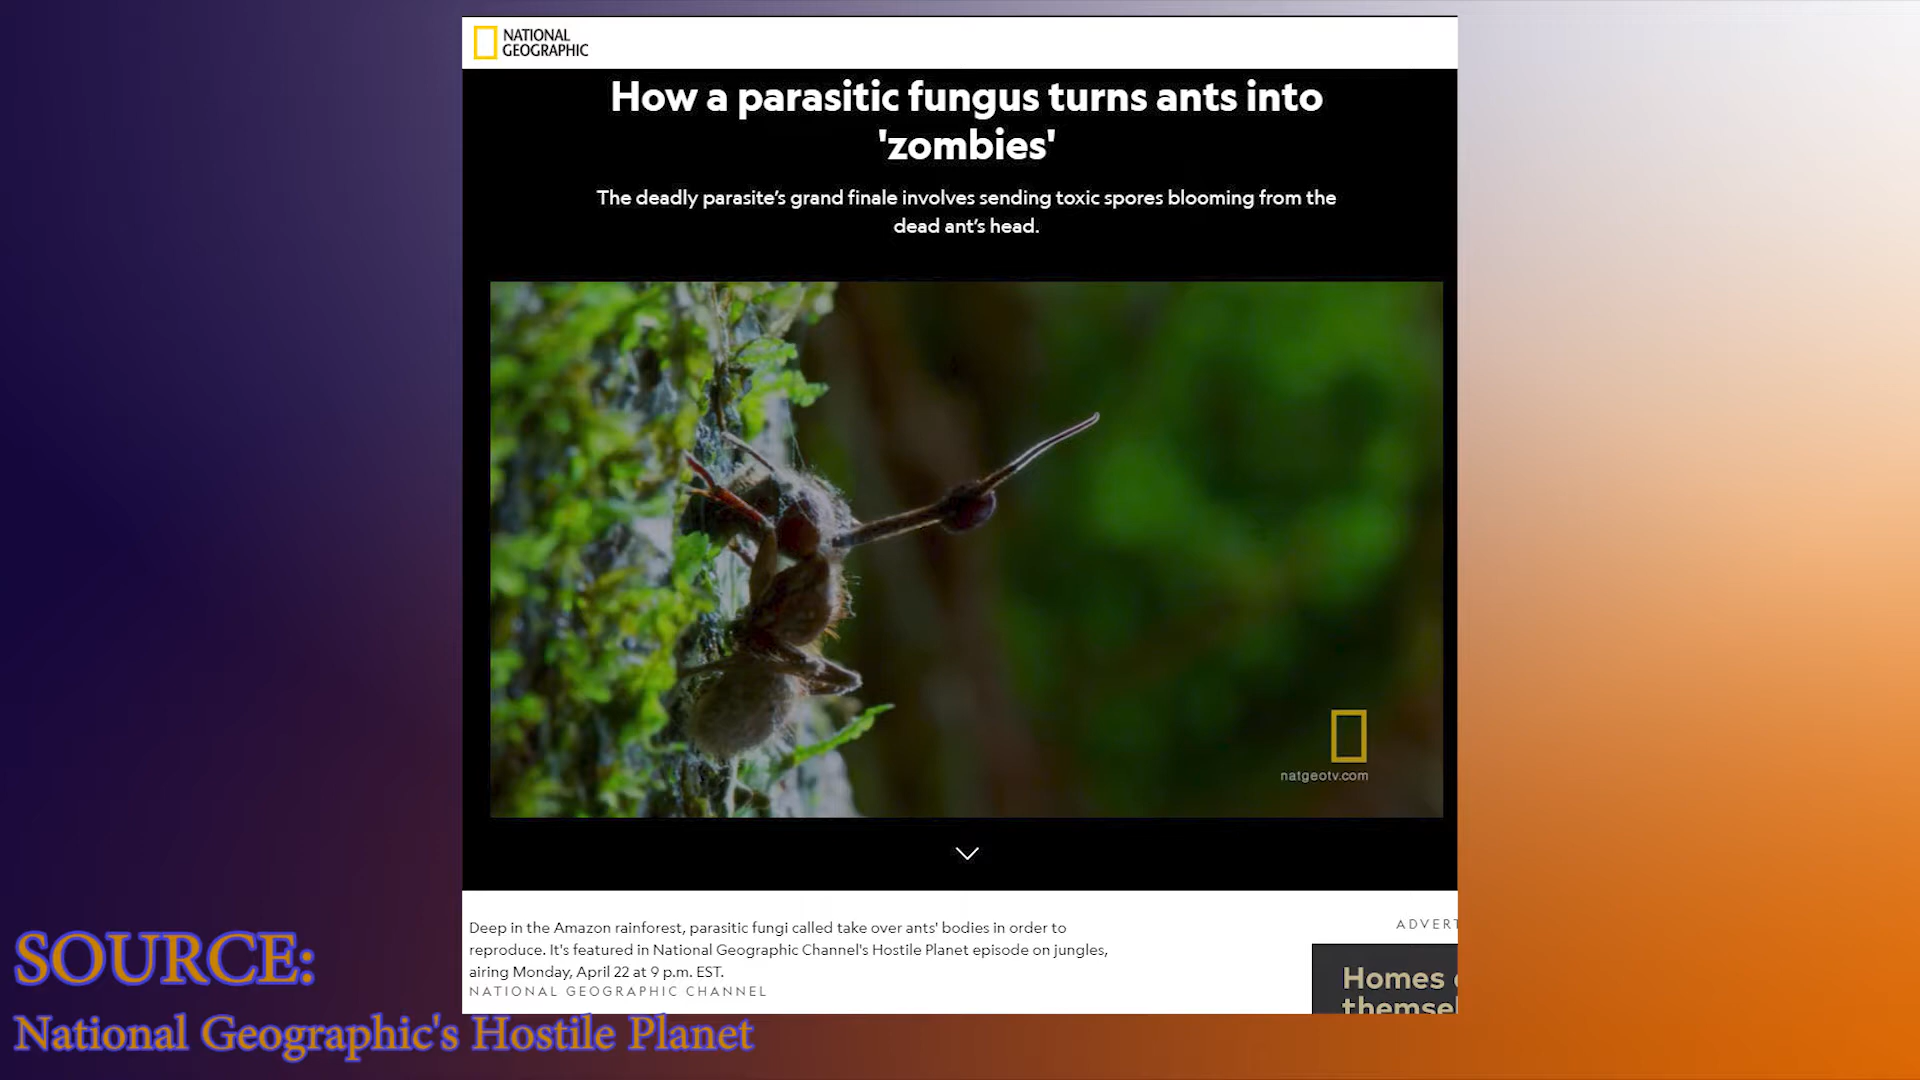 NATIONAL
GEOGRAPHIC
How a parasitic fungus turns ants into
'zombies'
The deadly parasite's grand finale involves sending toxic spores blooming from the
dead ant's head.
natgeotv.com
Deep in the Amazon rainforest, parasitic fungi called take over ants' bodies in order to
reproduce. It's featured in National Geographic Channel's Hostile Planet episode on jungles,
airing Monday, April 22 at 9 p.m. EST.
NATIONAL GEOGRAPHIC CHANNEL
ADVERT
Homes
themsel
SOURCE:
National Geographic's Hostile Planet